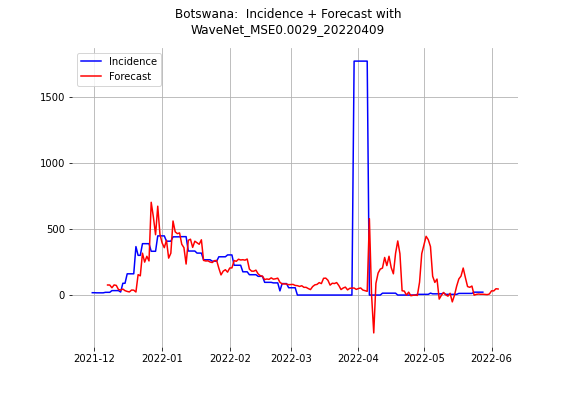 Botswana:  Incidence + Forecast with
WaveNet_MSE0.0029_20220409
Incidence
Forecast
1500
1000
500
0
2021-12 2022-01 2022-02 2022-03 2022-04 2022-05 2022-06